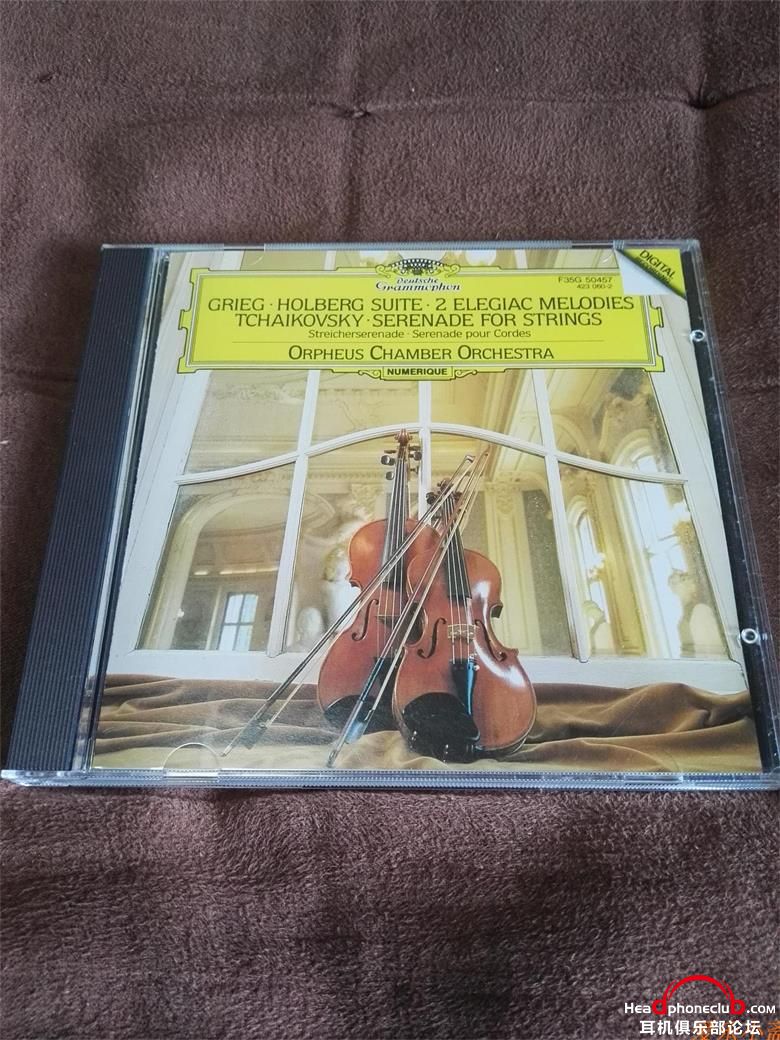 DIGITAL
Deutsche
Grammophon
F35G 50457
423 060-2
GRIEG · HOLBERG SUITE · 2 ELEGIAC MELODIES
TCHAIKOVSKY · SERENADE FOR STRINGS
Streicherserenade · Serenade pour Cordes
ORPHEUS CHAMBER ORCHESTRA
NUMERIQUE
Headphoneclub.com
耳机俱乐部论坛